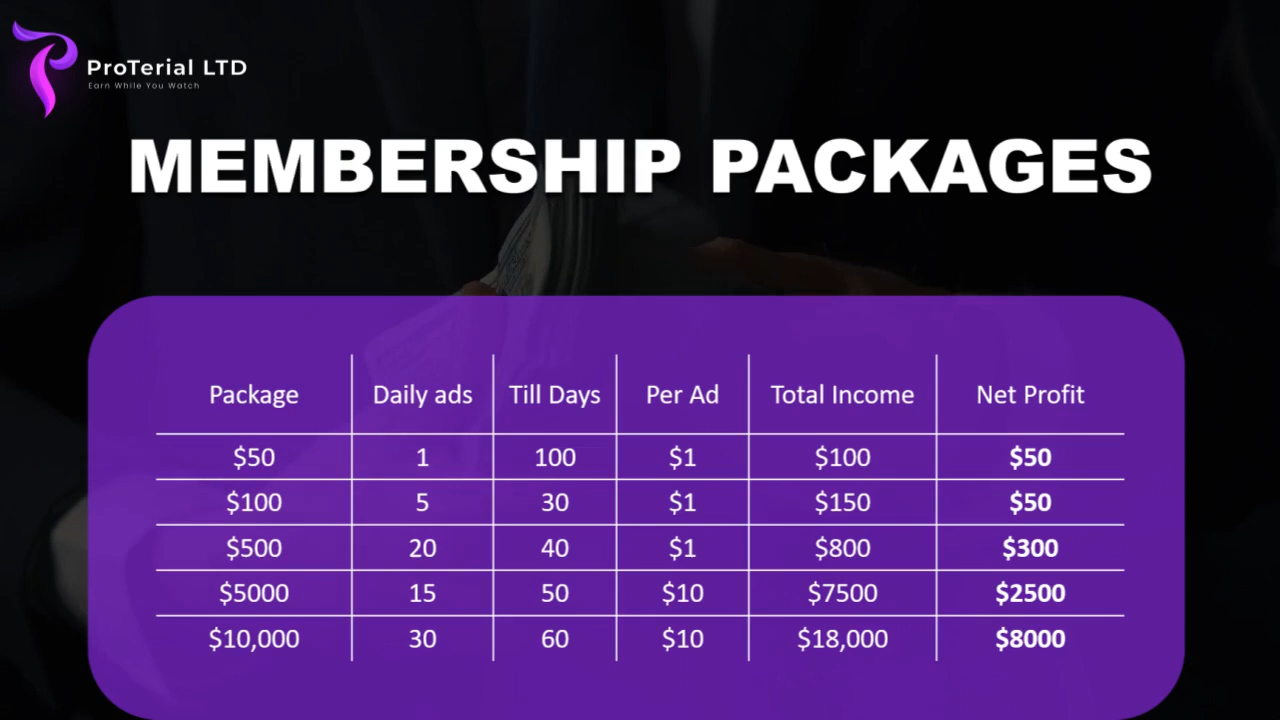 ProTerial LTD
Earn While You Watch
MEMBERSHIP PACKAGES
Package Daily ads Till Days Per Ad Total Income Net Profit
$50 1 100 $1 $100 $50
$100 5 30 $1 $150 $50
$500 20 40 $1 $800 $300
$5000 15 50 $10 $7500 $2500
$10,000 30 60 $10 $18,000 $8000